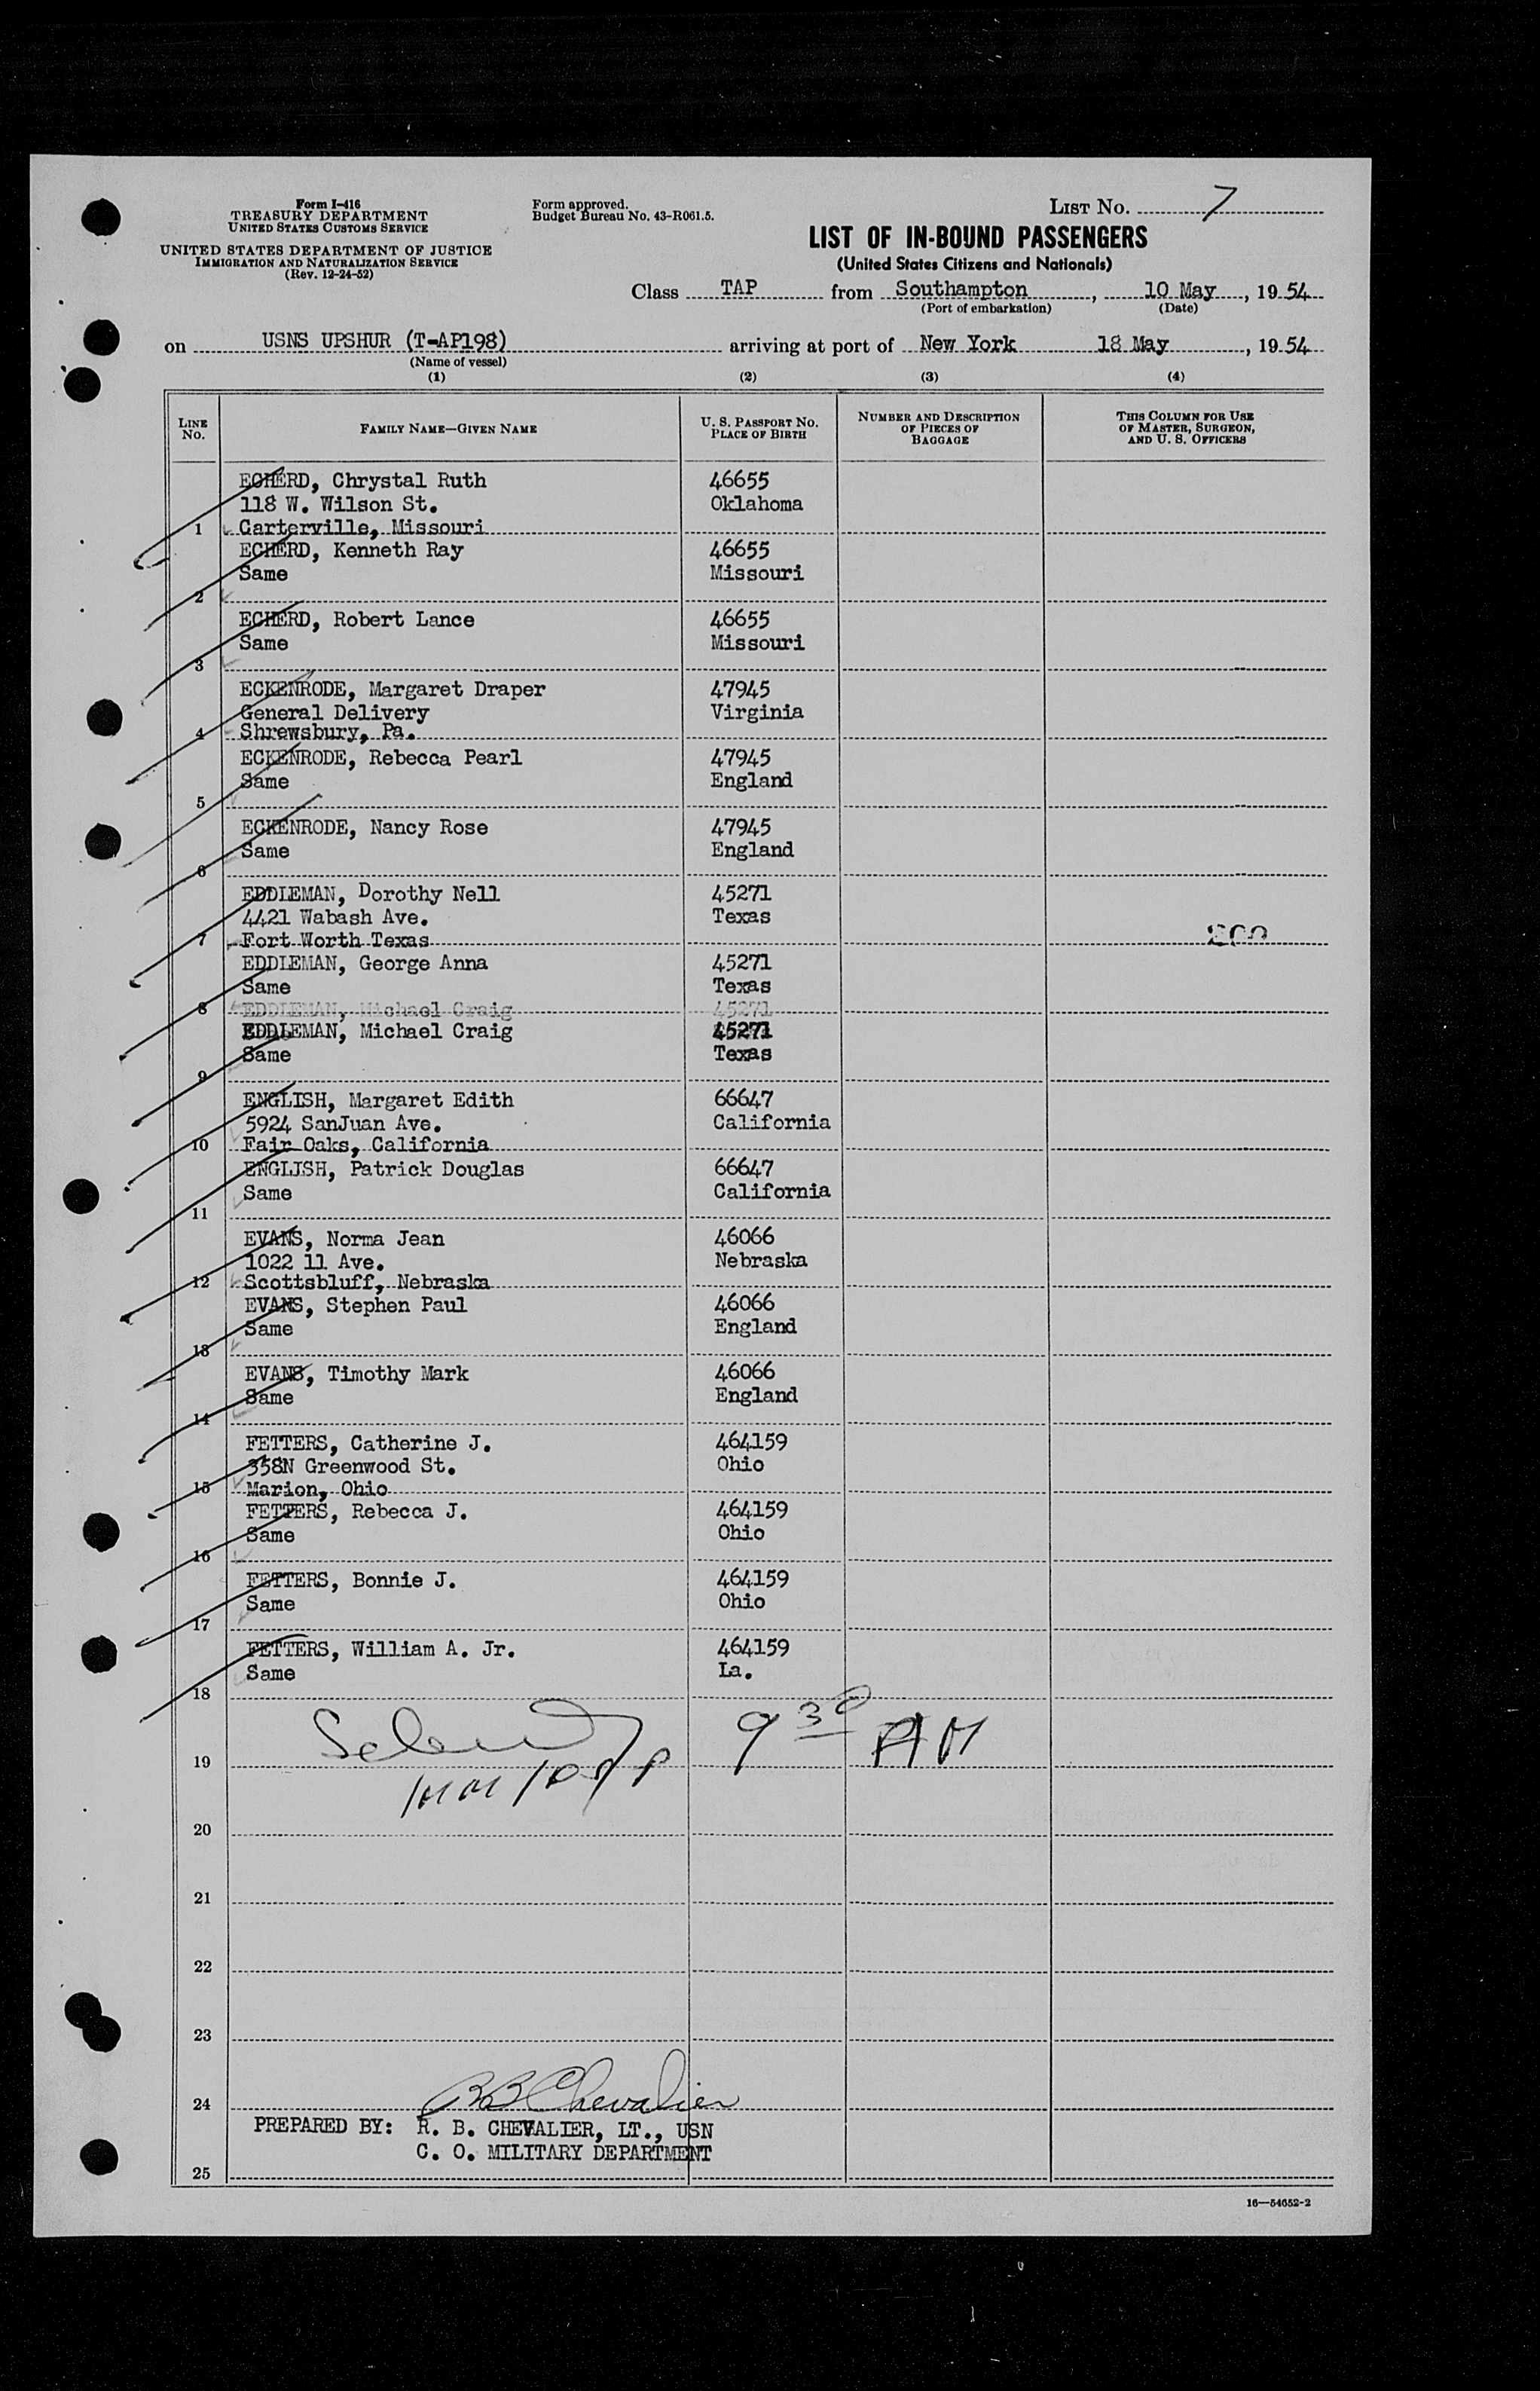 Form I-416
TREASURY DEPARTMENT
UNITED STATES CUSTOMS SERVICE
UNITED STATES DEPARTMENT OF JUSTICE
IMMIGRATION AND NATURALIZATION SERVICE
(Rev. 12-24-52)
Form approved.
Budget Bureau No. 43-R061.5.
LIST NO. 7
LIST OF IN-BOUND PASSENGERS
(United States Citizens and Nationals)
Class TAP from Southampton, 10 May, 1954
(Port of embarkation) (Date)
on USNS UPSHUR (T-AP198) arriving at port of New York 18 May, 1954
(Name of vessel)
(1) (2) (3) (4)
LINE NO. FAMILY NAME—GIVEN NAME U. S. PASSPORT NO. PLACE OF BIRTH NUMBER AND DESCRIPTION OF PIECES OF BAGGAGE THIS COLUMN FOR USE OF MASTER, SURGEON, AND U. S. OFFICERS
ECHERD, Chrystal Ruth 46655
118 W. Wilson St. Oklahoma
1 Carterville, Missouri
ECHERD, Kenneth Ray 46655
Same Missouri
2
ECHERD, Robert Lance 46655
Same Missouri
3
ECKENRODE, Margaret Draper 47945
General Delivery Virginia
4 Shrewsbury, Pa.
ECKENRODE, Rebecca Pearl 47945
Same England
5
ECKENRODE, Nancy Rose 47945
Same England
6
EDDLEMAN, Dorothy Nell 45271
4421 Wabash Ave. Texas
7 Fort Worth Texas
EDDLEMAN, George Anna 45271
Same Texas
8 EDDLEMAN, Michael Craig 45271
EDDLEMAN, Michael Craig 45271
Same Texas
9
ENGLISH, Margaret Edith 66647
5924 SanJuan Ave. California
10 Fair Oaks, California
ENGLISH, Patrick Douglas 66647
Same California
11
EVANS, Norma Jean 46066
1022 11 Ave. Nebraska
12 Scottsbluff, Nebraska
EVANS, Stephen Paul 46066
Same England
13
EVANS, Timothy Mark 46066
Same England
14
FETTERS, Catherine J. 464159
358N Greenwood St. Ohio
15 Marion, Ohio
FETTERS, Rebecca J. 464159
Same Ohio
16
FETTERS, Bonnie J. 464159
Same Ohio
17
FETTERS, William A. Jr. 464159
Same La.
18
9 30 AM
19
20
21
22
23
RBChevalier
24
PREPARED BY: R. B. CHEVALIER, LT., USN
C. O. MILITARY DEPARTMENT
25
16—54652-2